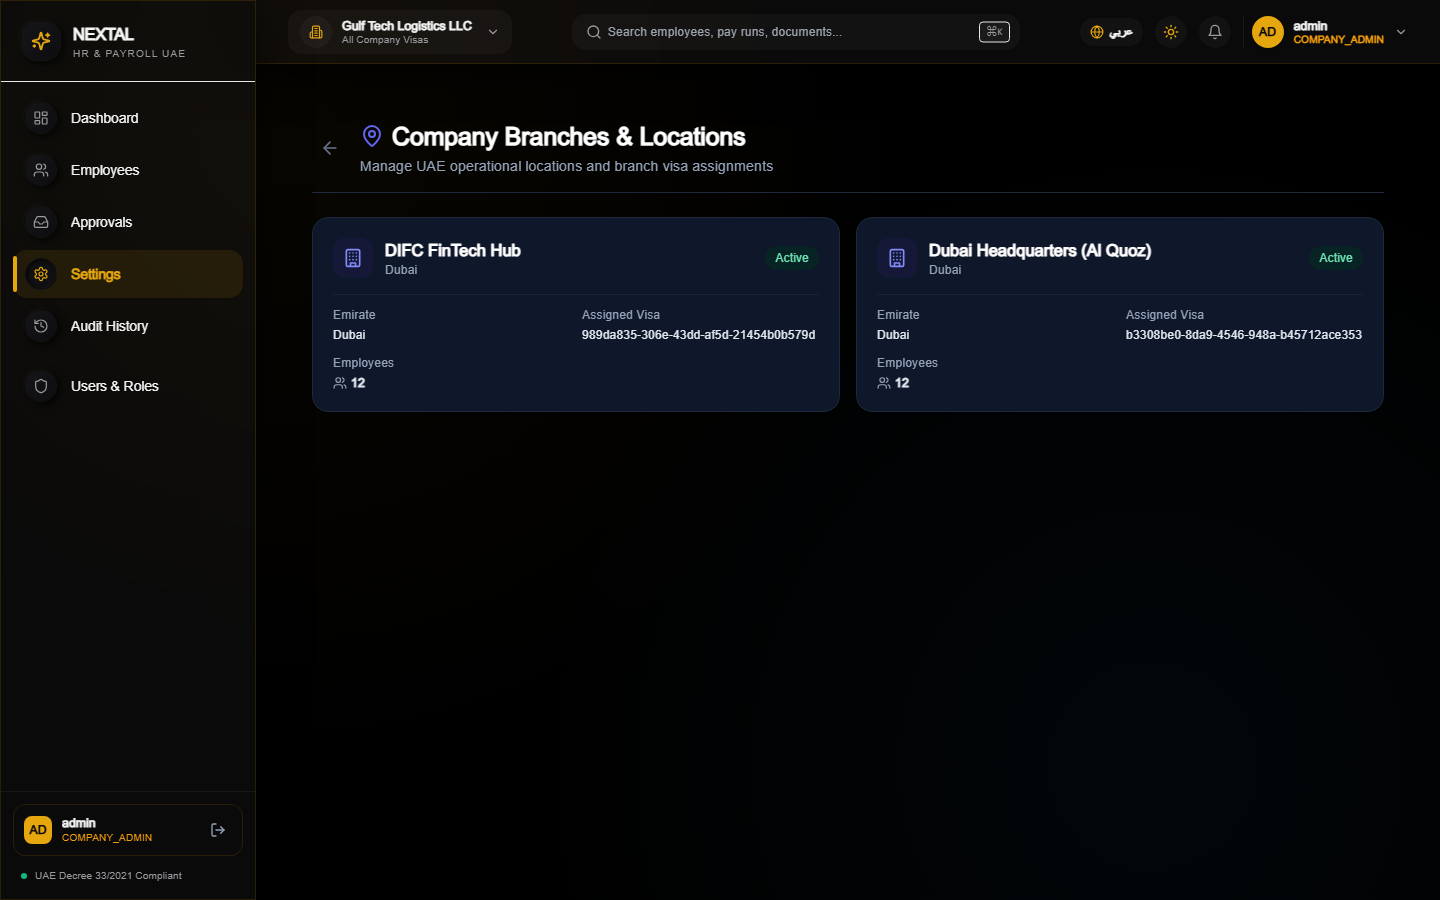 NEXTAL
HR & PAYROLL UAE
Dashboard
Employees
Approvals
Settings
Audit History
Users & Roles
AD
admin
COMPANY_ADMIN
UAE Decree 33/2021 Compliant
Gulf Tech Logistics LLC
All Company Visas
Search employees, pay runs, documents...
⌘K
عربي
AD
admin
COMPANY_ADMIN
Company Branches & Locations
Manage UAE operational locations and branch visa assignments
DIFC FinTech Hub
Dubai
Active
Emirate
Dubai
Assigned Visa
989da835-306e-43dd-af5d-21454b0b579d
Employees
12
Dubai Headquarters (Al Quoz)
Dubai
Active
Emirate
Dubai
Assigned Visa
b3308be0-8da9-4546-948a-b45712ace353
Employees
12